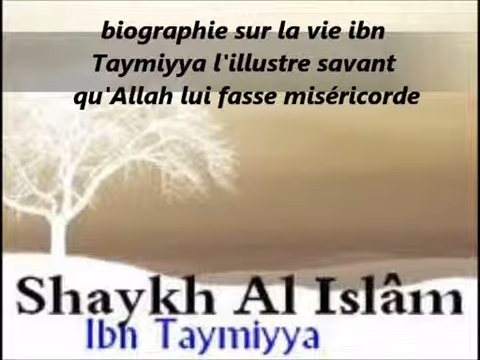 biographie sur la vie ibn
Taymiyya l'illustre savant
qu'Allah lui fasse miséricorde
Shaykh Al Islâm
Ibn Taymiyya